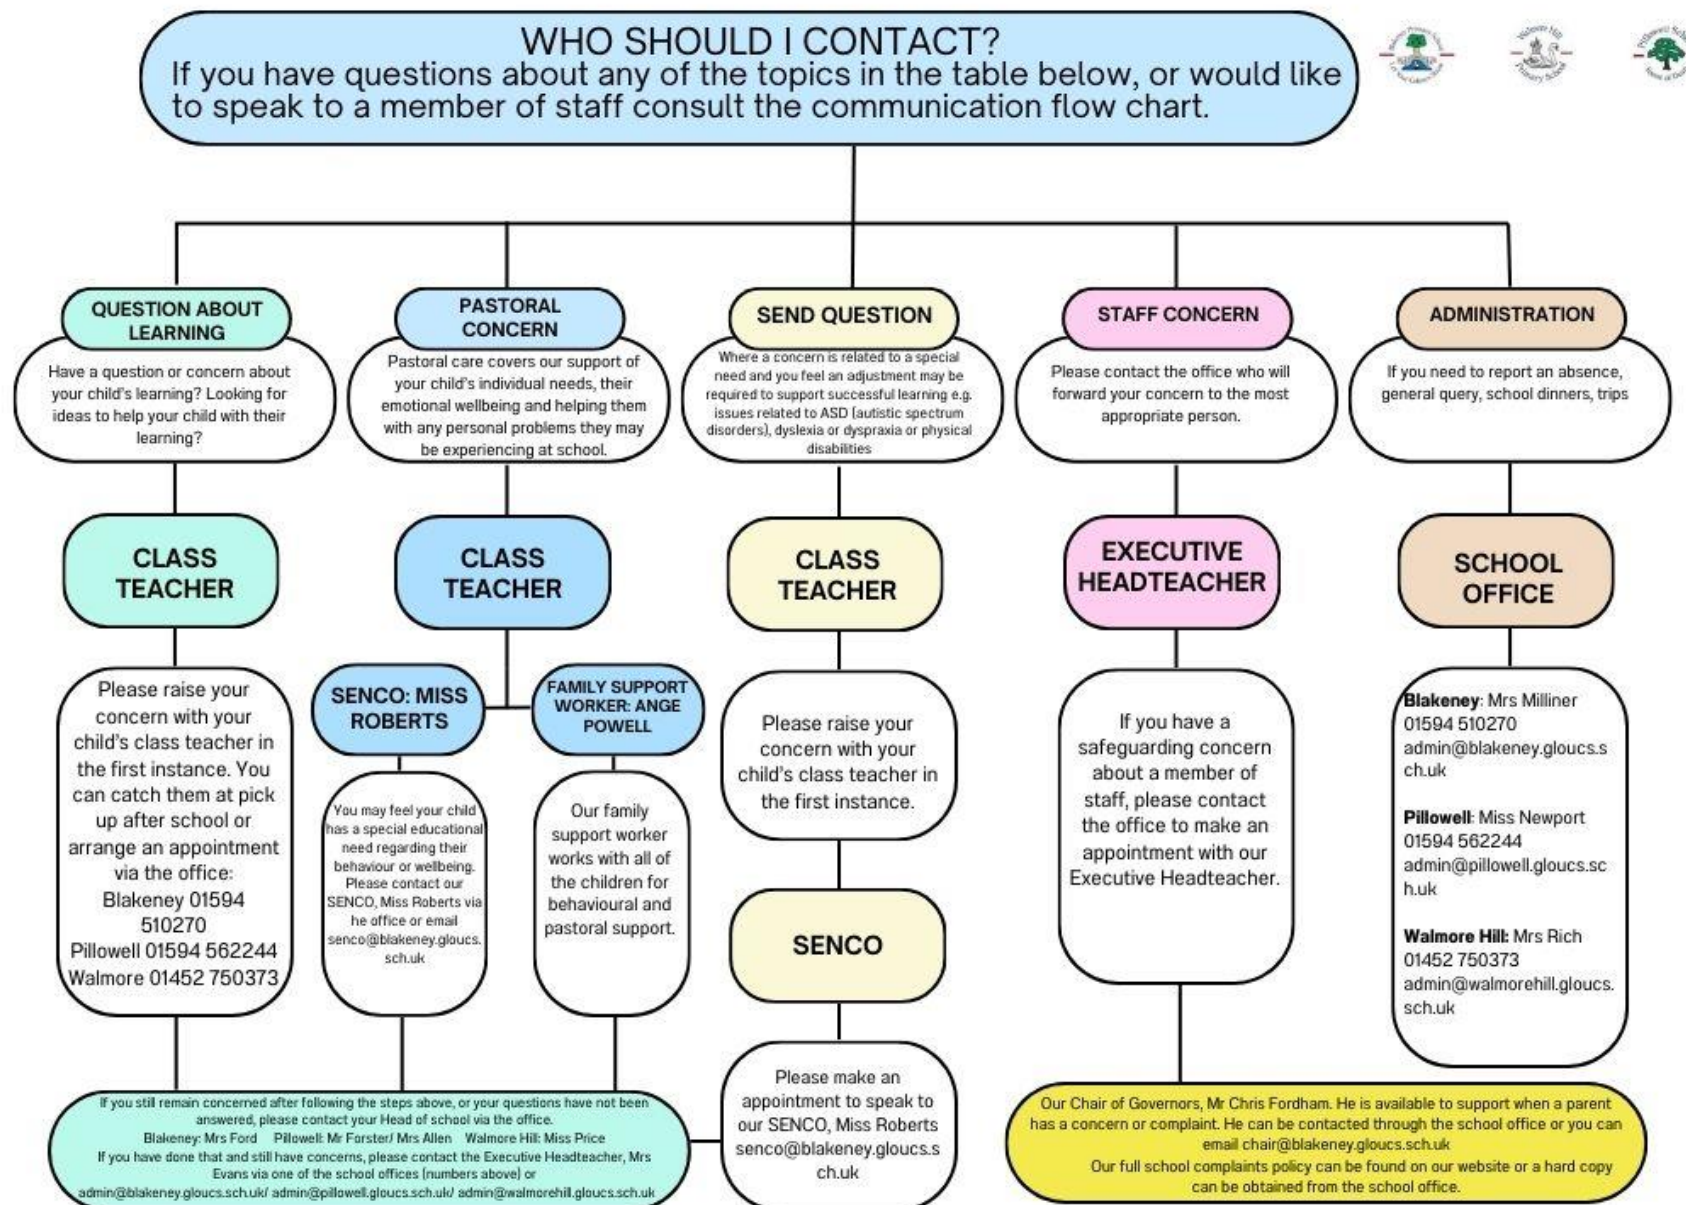 WHO SHOULD I CONTACT?
If you have questions about any of the topics in the table below, or would like
to speak to a member of staff consult the communication flow chart.
QUESTION ABOUT
LEARNING
Have a question or concern about
your child's learning? Looking for
ideas to help your child with their
learning?
CLASS
TEACHER
Please raise your
concern with your
child's class teacher in
the first instance. You
can catch them at pick
up after school or
arrange an appointment
via the office:
Blakeney 01594
510270
Pillowell 01594 562244
Walmore 01452 750373
PASTORAL
CONCERN
Pastoral care covers our support of
your child's individual needs, their
emotional wellbeing and helping them
with any personal problems they may
be experiencing at school.
CLASS
TEACHER
SENCO: MISS
ROBERTS
You may feel your child
has a special educational
need regarding their
behaviour or wellbeing.
Please contact our
SENCO, Miss Roberts via
he office or email
senco@blakeney.gloucs.
sch.uk
FAMILY SUPPORT
WORKER: ANGE
POWELL
Our family
support worker
works with all of
the children for
behavioural and
pastoral support.
If you still remain concerned after following the steps above, or your questions have not been
answered, please contact your Head of school via the office.
Blakeney: Mrs Ford Pillowell: Mr Forster/ Mrs Allen Walmore Hill: Miss Price
If you have done that and still have concerns, please contact the Executive Headteacher, Mrs
Evans via one of the school offices (numbers above) or
admin@blakeney.gloucs.sch.uk/ admin@pillowell.gloucs.sch.uk/ admin@walmorehill.gloucs.sch.uk
SEND QUESTION
Where a concern is related to a special
need and you feel an adjustment may be
required to support successful learning e.g.
issues related to ASD (autistic spectrum
disorders), dyslexia or dyspraxia or physical
disabilities
CLASS
TEACHER
Please raise your
concern with your
child's class teacher in
the first instance.
SENCO
Please make an
appointment to speak to
our SENCO, Miss Roberts
senco@blakeney.gloucs.s
ch.uk
STAFF CONCERN
Please contact the office who will
forward your concern to the most
appropriate person.
EXECUTIVE
HEADTEACHER
If you have a
safeguarding concern
about a member of
staff, please contact
the office to make an
appointment with our
Executive Headteacher.
Our Chair of Governors, Mr Chris Fordham. He is available to support when a parent
has a concern or complaint. He can be contacted through the school office or you can
email chair@blakeney.gloucs.sch.uk
Our full school complaints policy can be found on our website or a hard copy
can be obtained from the school office.
ADMINISTRATION
If you need to report an absence,
general query, school dinners, trips
SCHOOL
OFFICE
Blakeney: Mrs Milliner
01594 510270
admin@blakeney.gloucs.s
ch.uk
Pillowell: Miss Newport
01594 562244
admin@pillowell.gloucs.sc
h.uk
Walmore Hill: Mrs Rich
01452 750373
admin@walmorehill.gloucs.
sch.uk
Walmore Hill
Primary School